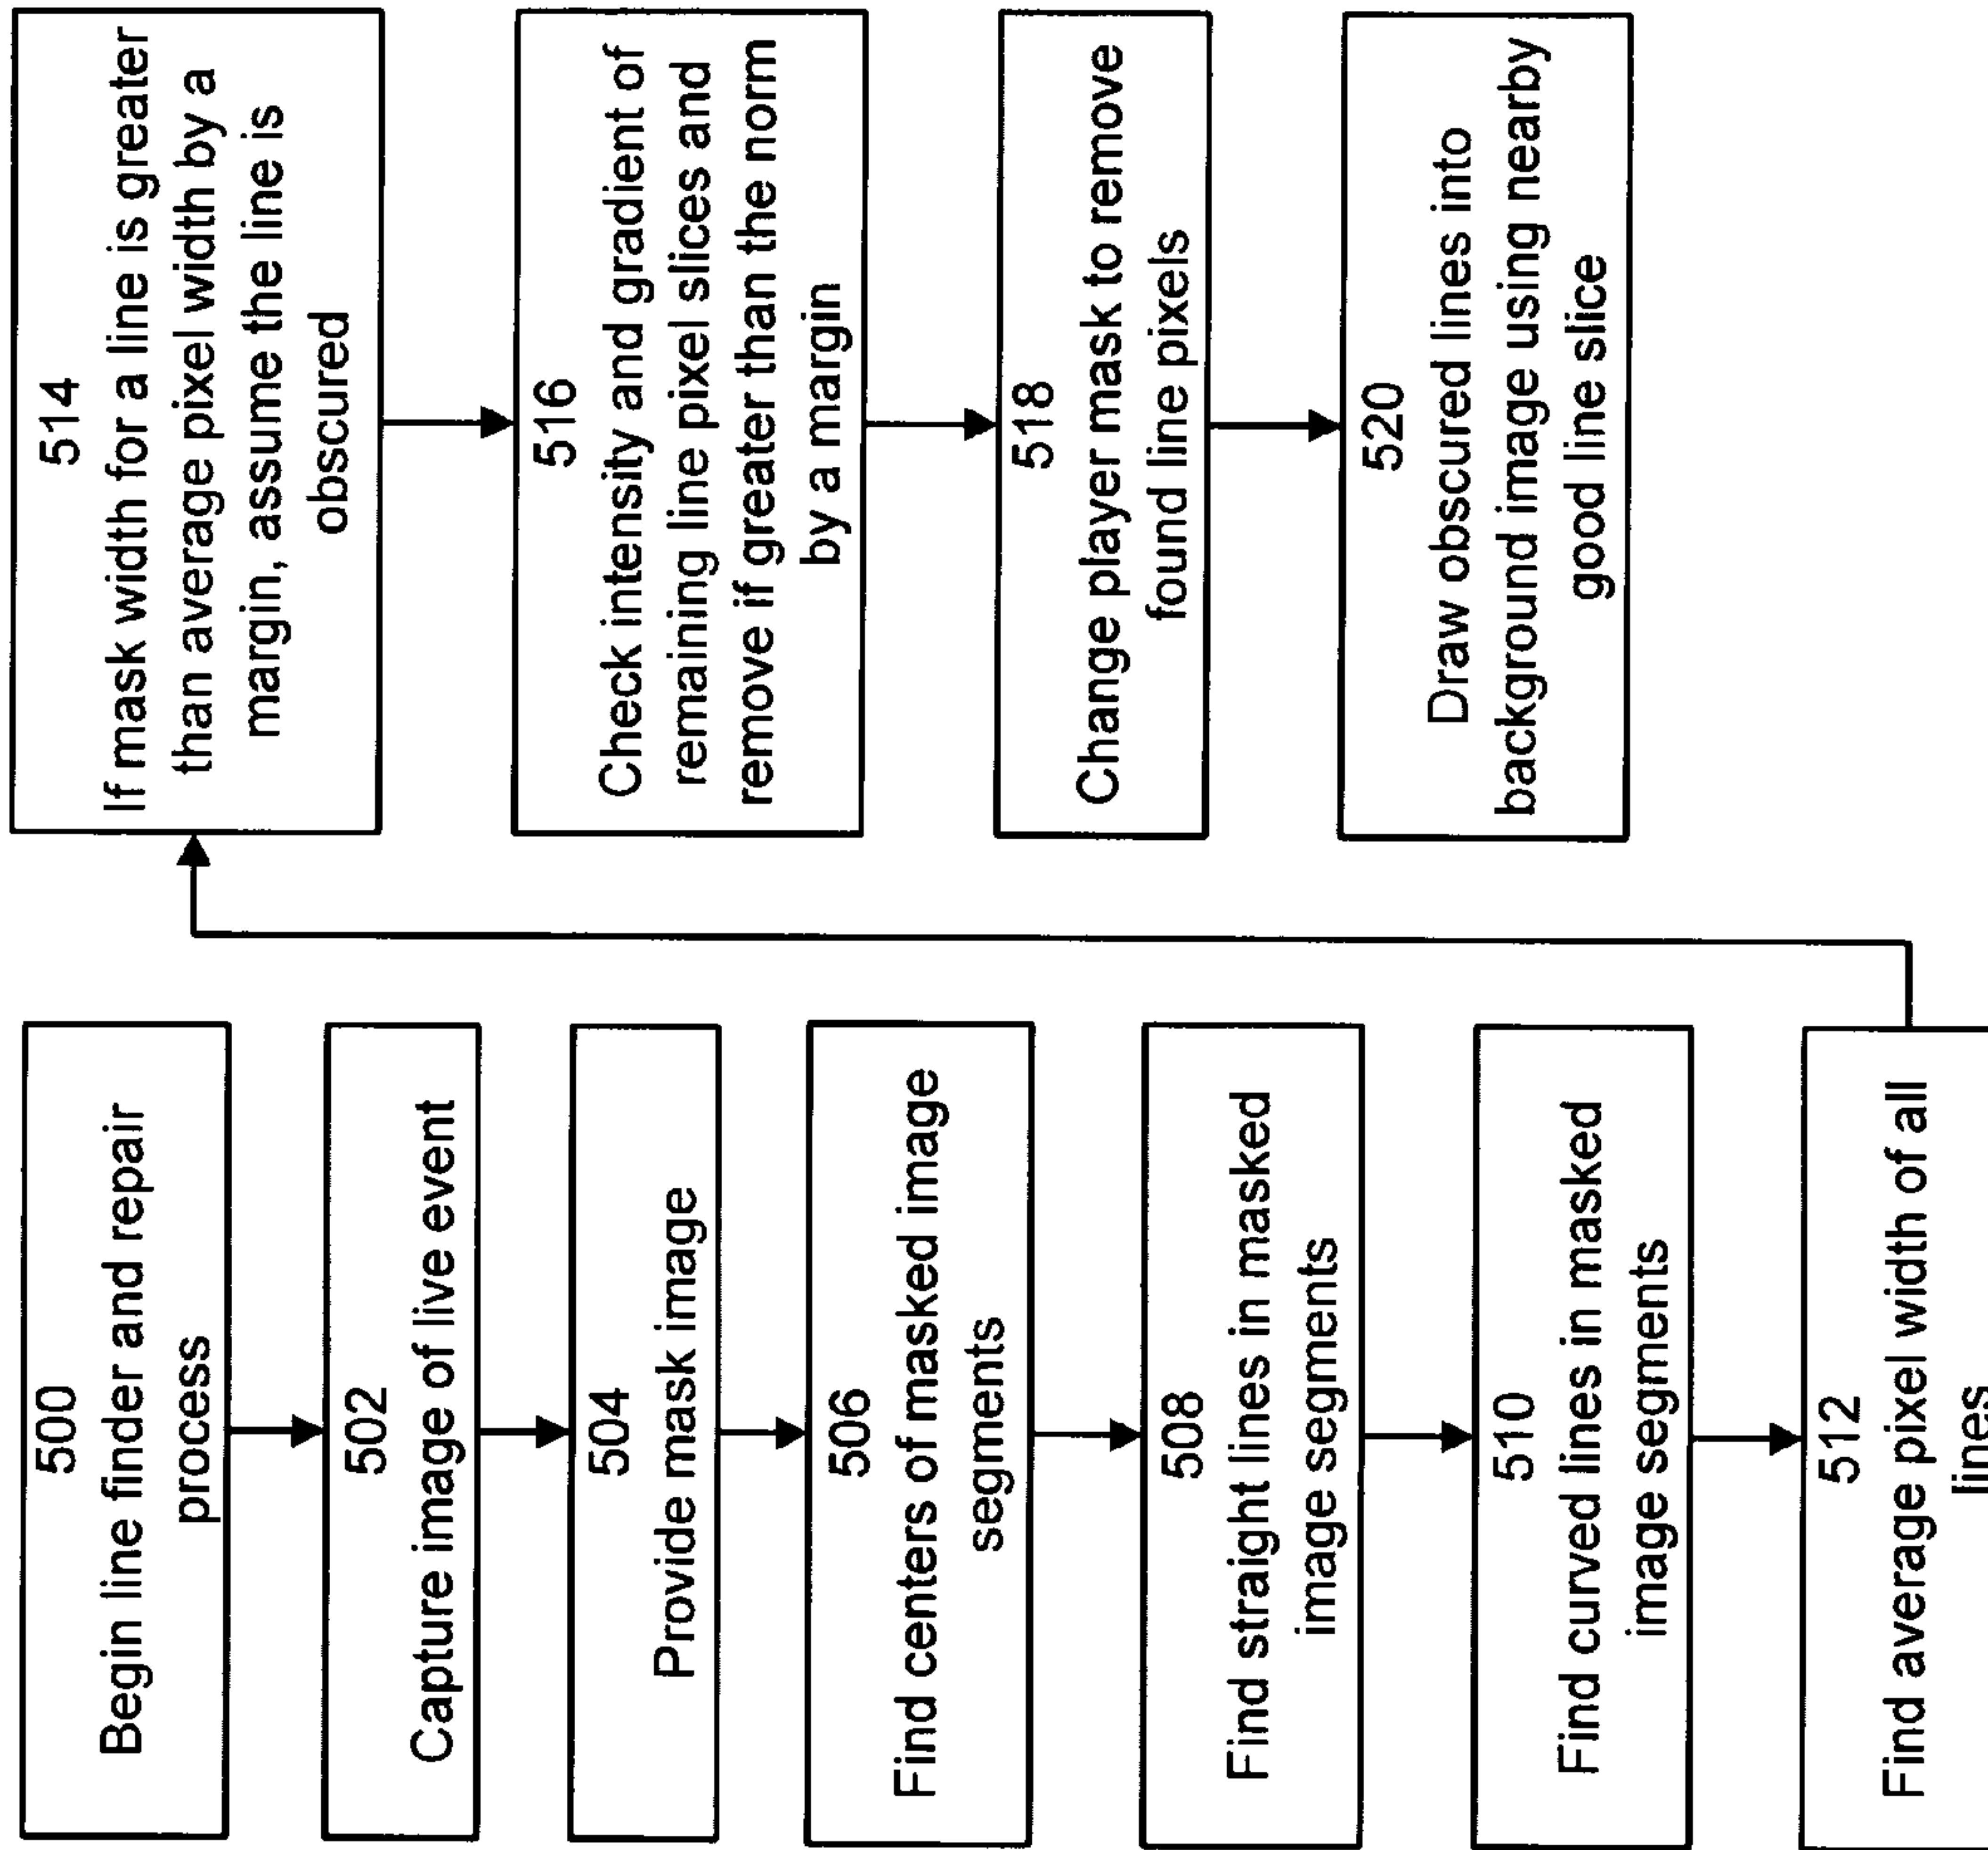 500
Begin line finder and repair
process
502
Capture image of live event
504
Provide mask image
506
Find centers of masked image
segments
508
Find straight lines in masked
image segments
510
Find curved lines in masked
image segments
512
Find average pixel width of all
lines
514
If mask width for a line is greater
than average pixel width by a
margin, assume the line is
obscured
516
Check intensity and gradient of
remaining line pixel slices and
remove if greater than the norm
by a margin
518
Change player mask to remove
found line pixels
520
Draw obscured lines into
background image using nearby
good line slice